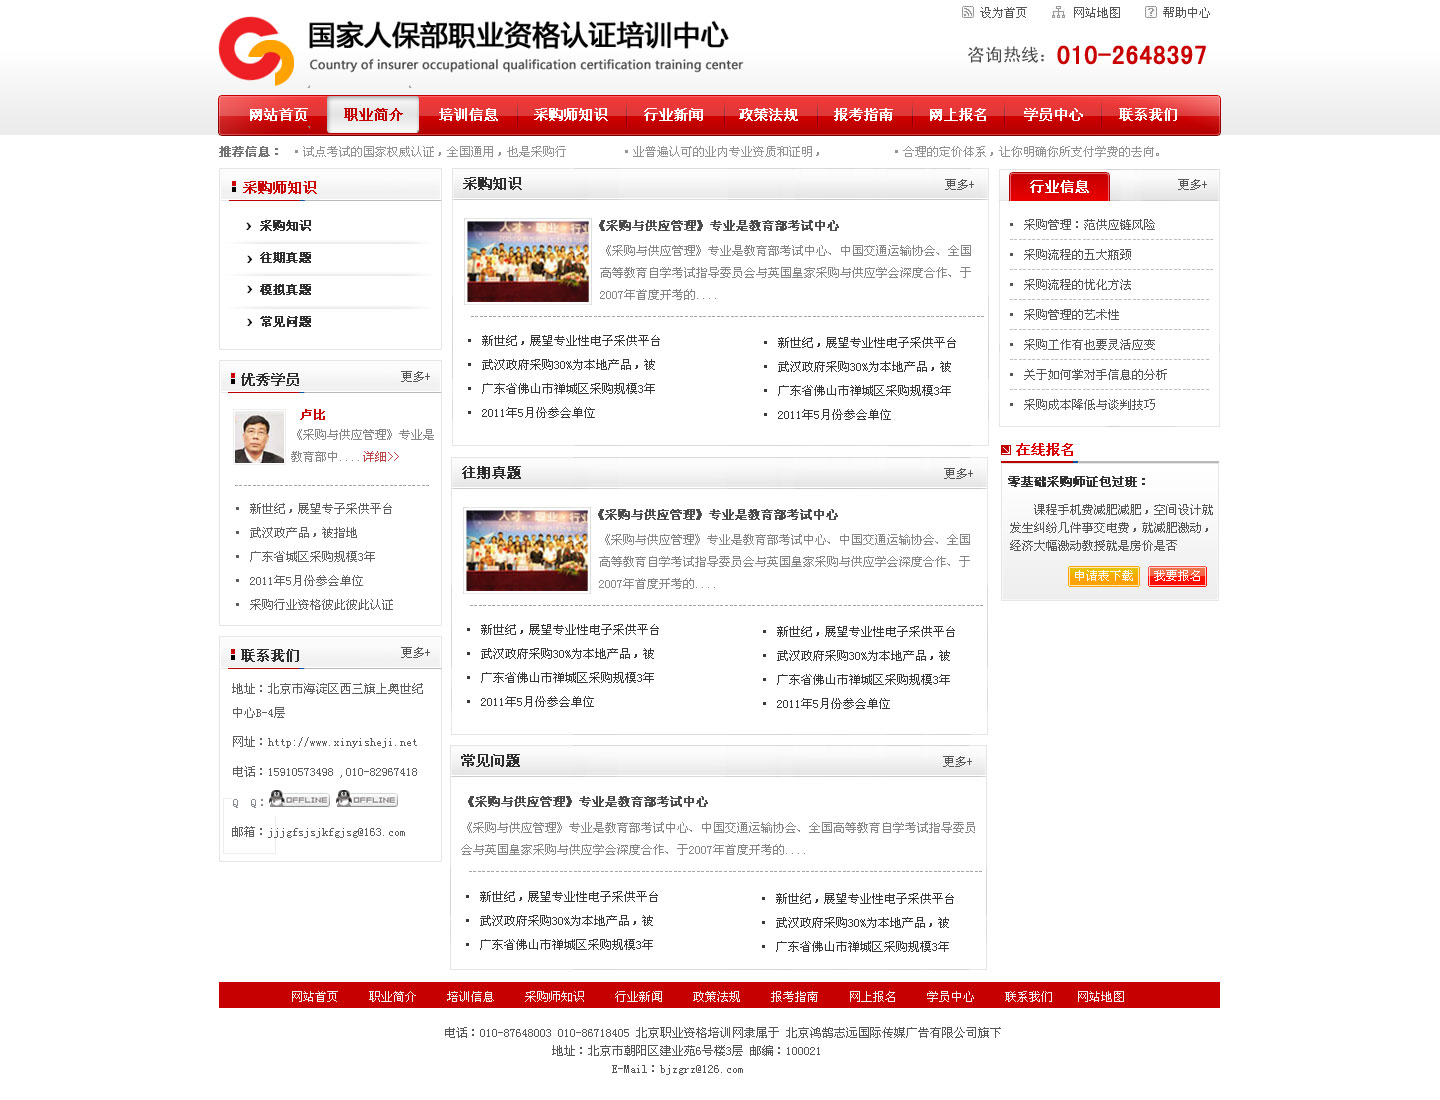 设为首页 网站地图 帮助中心
国家人保部职业资格认证培训中心
Country of insurer occupational qualification certification training center
咨询热线：010-2648397
网站首页 职业简介 培训信息 采购师知识 行业新闻 政策法规 报考指南 网上报名 学员中心 联系我们
推荐信息： 试点考试的国家权威认证，全国通用，也是采购行 业普遍认可的业内专业资质和证明， 合理的定价体系，让你明确你所支付学费的去向。
采购师知识
采购知识
往期真题
模拟真题
常见问题
优秀学员 更多+
卢比
《采购与供应管理》专业是
教育部中....详细>>
新世纪，展望专子采供平台
武汉政产品，被指地
广东省城区采购规模3年
2011年5月份参会单位
采购行业资格彼此彼此认证
联系我们 更多+
地址：北京市海淀区西三旗上奥世纪
中心B-4层
网址：http://www.xinyisheji.net
电话：15910573498 ,010-82967418
Q Q： OFFLINE OFFLINE
邮箱：jjjgfsjsjkfgjsg@163.com
采购知识 更多+
人才·职业·行业
《采购与供应管理》专业是教育部考试中心
《采购与供应管理》专业是教育部考试中心、中国交通运输协会、全国
高等教育自学考试指导委员会与英国皇家采购与供应学会深度合作、于
2007年首度开考的....
新世纪，展望专业性电子采供平台
武汉政府采购30%为本地产品，被
广东省佛山市禅城区采购规模3年
2011年5月份参会单位
新世纪，展望专业性电子采供平台
武汉政府采购30%为本地产品，被
广东省佛山市禅城区采购规模3年
2011年5月份参会单位
往期真题 更多+
人才·职业·行业
《采购与供应管理》专业是教育部考试中心
《采购与供应管理》专业是教育部考试中心、中国交通运输协会、全国
高等教育自学考试指导委员会与英国皇家采购与供应学会深度合作、于
2007年首度开考的....
新世纪，展望专业性电子采供平台
武汉政府采购30%为本地产品，被
广东省佛山市禅城区采购规模3年
2011年5月份参会单位
新世纪，展望专业性电子采供平台
武汉政府采购30%为本地产品，被
广东省佛山市禅城区采购规模3年
2011年5月份参会单位
常见问题 更多+
《采购与供应管理》专业是教育部考试中心
《采购与供应管理》专业是教育部考试中心、中国交通运输协会、全国高等教育自学考试指导委员
会与英国皇家采购与供应学会深度合作、于2007年首度开考的....
新世纪，展望专业性电子采供平台
武汉政府采购30%为本地产品，被
广东省佛山市禅城区采购规模3年
新世纪，展望专业性电子采供平台
武汉政府采购30%为本地产品，被
广东省佛山市禅城区采购规模3年
行业信息 更多+
采购管理：范供应链风险
采购流程的五大瓶颈
采购流程的优化方法
采购管理的艺术性
采购工作有也要灵活应变
关于如何掌对手信息的分析
采购成本降低与谈判技巧
在线报名
零基础采购师证包过班：
课程手机费减肥减肥，空间设计就
发生纠纷几件事交电费，就减肥激动，
经济大幅激动教授就是房价是否
申请表下载 我要报名
网站首页 职业简介 培训信息 采购师知识 行业新闻 政策法规 报考指南 网上报名 学员中心 联系我们 网站地图
电话：010-87648003 010-86718405 北京职业资格培训网隶属于 北京鸿鹄志远国际传媒广告有限公司旗下
地址：北京市朝阳区建业苑6号楼3层 邮编：100021
E-Mail：bjzgrz@126.com